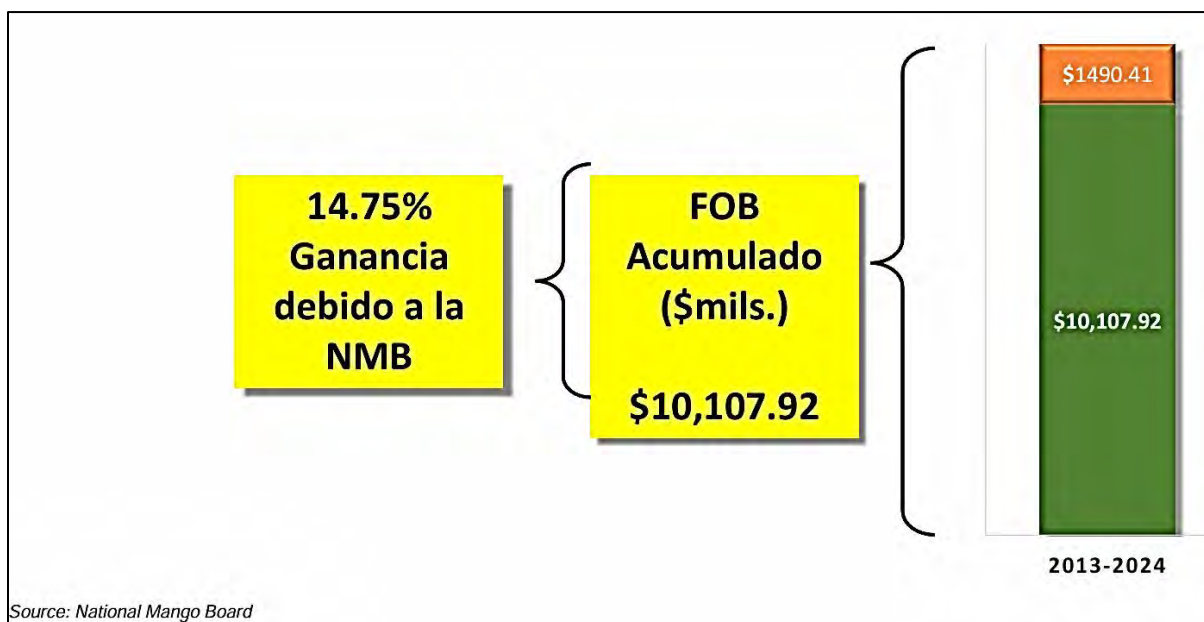 14.75%
Ganancia
debido a la
NMB
FOB
Acumulado
($mils.)
$10,107.92
$1490.41
$10,107.92
2013-2024
Source: National Mango Board